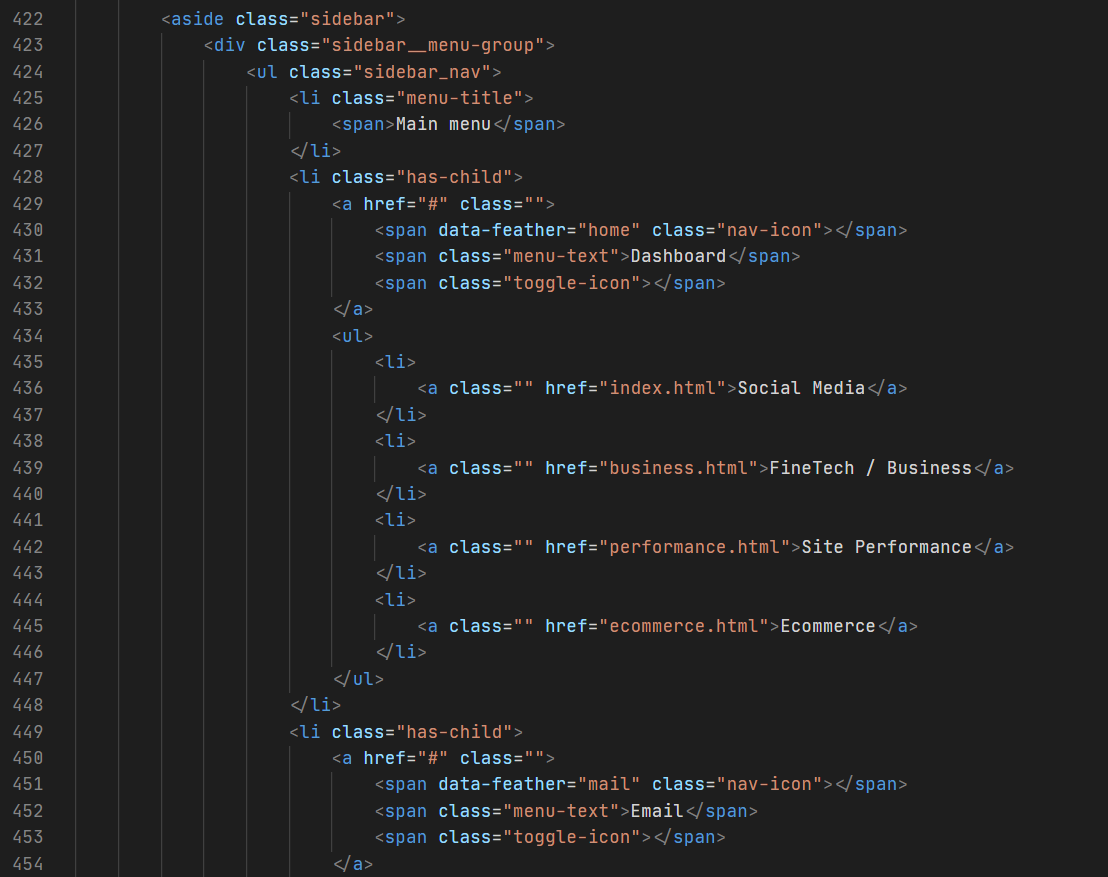 422 <aside class="sidebar">
423 <div class="sidebar__menu-group">
424 <ul class="sidebar_nav">
425 <li class="menu-title">
426 <span>Main menu</span>
427 </li>
428 <li class="has-child">
429 <a href="#" class="">
430 <span data-feather="home" class="nav-icon"></span>
431 <span class="menu-text">Dashboard</span>
432 <span class="toggle-icon"></span>
433 </a>
434 <ul>
435 <li>
436 <a class="" href="index.html">Social Media</a>
437 </li>
438 <li>
439 <a class="" href="business.html">FineTech / Business</a>
440 </li>
441 <li>
442 <a class="" href="performance.html">Site Performance</a>
443 </li>
444 <li>
445 <a class="" href="ecommerce.html">Ecommerce</a>
446 </li>
447 </ul>
448 </li>
449 <li class="has-child">
450 <a href="#" class="">
451 <span data-feather="mail" class="nav-icon"></span>
452 <span class="menu-text">Email</span>
453 <span class="toggle-icon"></span>
454 </a>